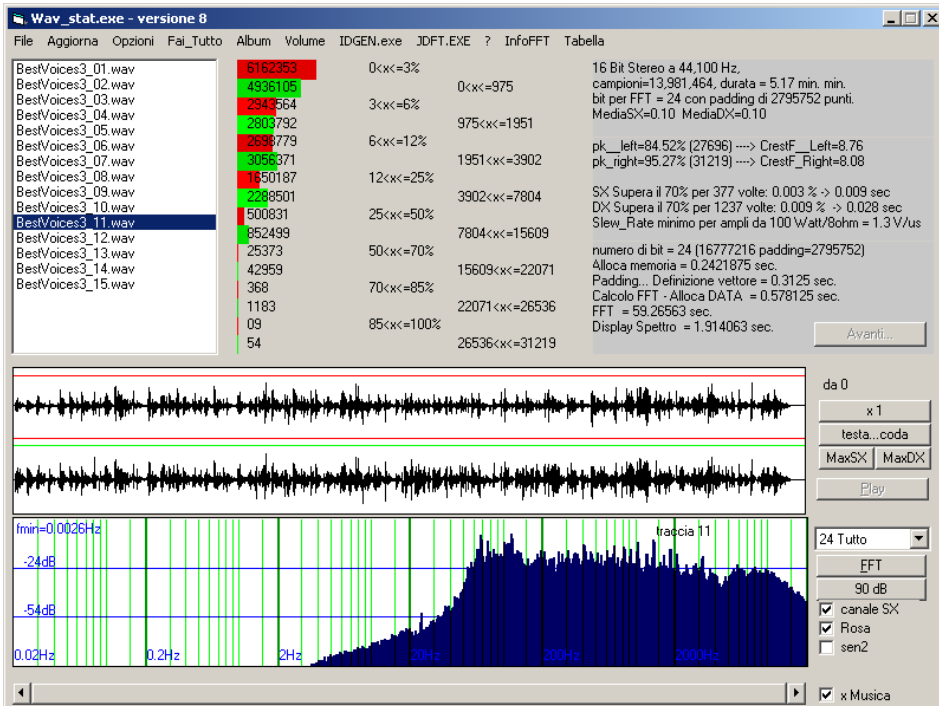 Wav_stat.exe - versione 8
File Aggiorna Opzioni Fai_Tutto Album Volume IDGEN.exe JDFT.EXE ? InfoFFT Tabella
BestVoices3_01.wav
BestVoices3_02.wav
BestVoices3_03.wav
BestVoices3_04.wav
BestVoices3_05.wav
BestVoices3_06.wav
BestVoices3_07.wav
BestVoices3_08.wav
BestVoices3_09.wav
BestVoices3_10.wav
BestVoices3_11.wav
BestVoices3_12.wav
BestVoices3_13.wav
BestVoices3_14.wav
BestVoices3_15.wav
6162353 0<x<=3%
4936105 0<x<=975
2943564 3<x<=6%
2803792 975<x<=1951
2698779 6<x<=12%
3056371 1951<x<=3902
1650187 12<x<=25%
2288501 3902<x<=7804
500831 25<x<=50%
852499 7804<x<=15609
25373 50<x<=70%
42959 15609<x<=22071
368 70<x<=85%
1183 22071<x<=26536
09 85<x<=100%
54 26536<x<=31219
16 Bit Stereo a 44,100 Hz,
campioni=13,981,464, durata = 5.17 min. min.
bit per FFT = 24 con padding di 2795752 punti.
MediaSX=0.10 MediaDX=0.10
pk__left=84.52% (27696) ----> CrestF__Left=8.76
pk_right=95.27% (31219) ----> CrestF_Right=8.08
SX Supera il 70% per 377 volte: 0.003 % -> 0.009 sec
DX Supera il 70% per 1237 volte: 0.009 % -> 0.028 sec
Slew_Rate minimo per ampli da 100 Watt/8ohm = 1.3 V/us
numero di bit = 24 (16777216 padding=2795752)
Alloca memoria = 0.2421875 sec.
Padding... Definizione vettore = 0.3125 sec.
Calcolo FFT - Alloca DATA = 0.578125 sec.
FFT = 59.26563 sec.
Display Spettro = 1.914063 sec.
Avanti...
da 0
x 1
testa...coda
MaxSX MaxDX
Play
fmin=0.0026Hz
traccia 11
-24dB
-54dB
0.02Hz 0.2Hz 2Hz 20Hz 200Hz 2000Hz
24 Tutto
FFT
90 dB
canale SX
Rosa
sen2
x Musica